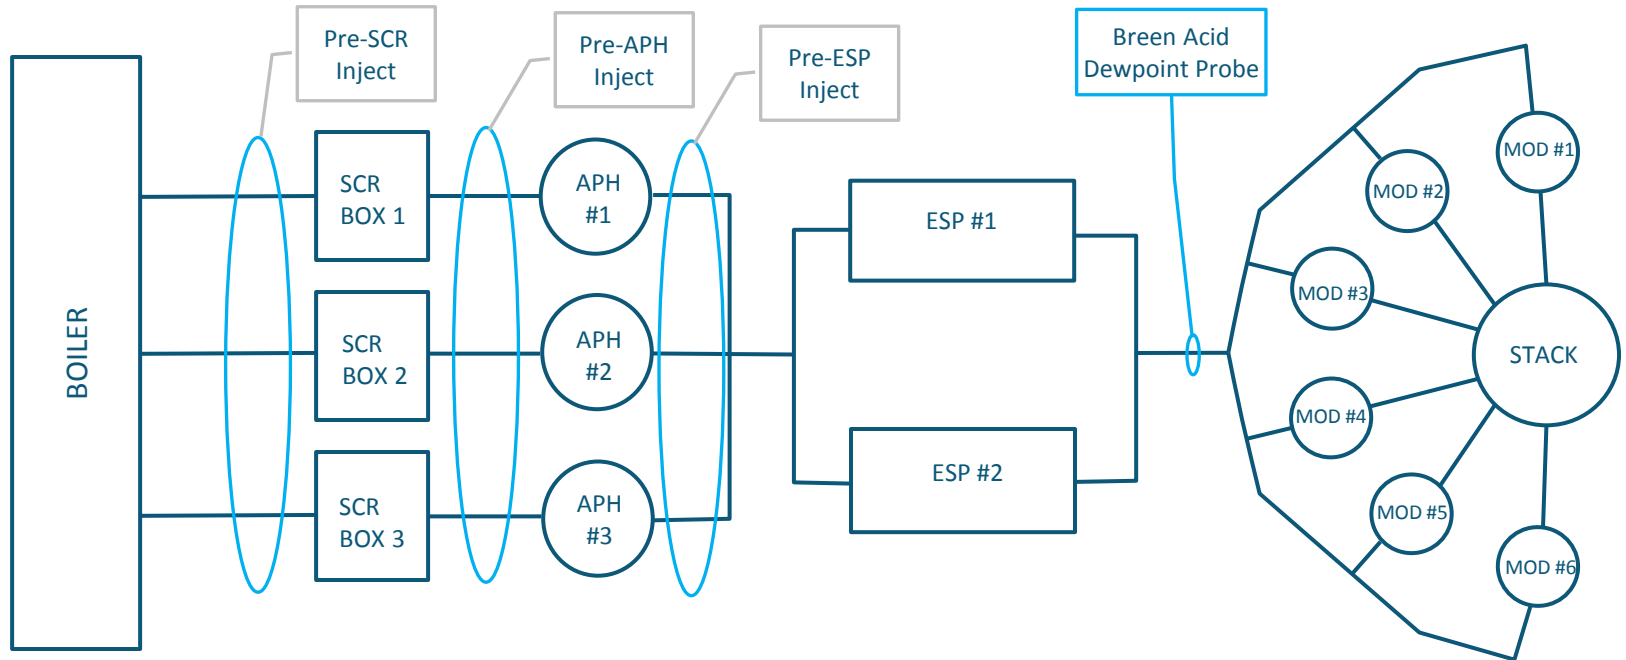 Pre-SCR
Inject
Pre-APH
Inject
Pre-ESP
Inject
Breen Acid
Dewpoint Probe
BOILER
SCR
BOX 1
APH
#1
SCR
BOX 2
APH
#2
SCR
BOX 3
APH
#3
ESP #1
ESP #2
MOD #1
MOD #2
MOD #3
STACK
MOD #4
MOD #5
MOD #6